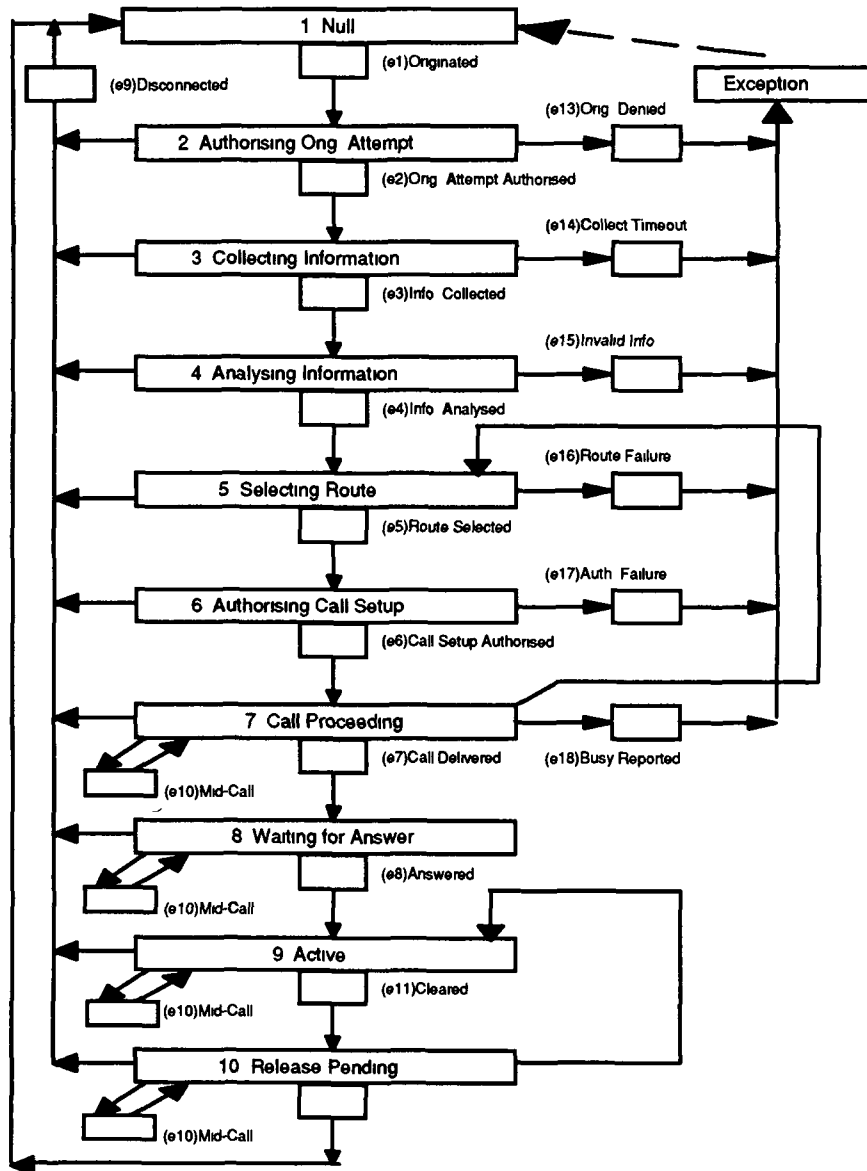 1 Null
(e1)Originated
(e9)Disconnected
Exception
(e13)Orig Denied
2 Authorising Ong Attempt
(e2)Ong Attempt Authorised
(e14)Collect Timeout
3 Collecting Information
(e3)Info Collected
(e15)Invalid Info
4 Analysing Information
(e4)Info Analysed
(e16)Route Failure
5 Selecting Route
(e5)Route Selected
(e17)Auth Failure
6 Authorising Call Setup
(e6)Call Setup Authorised
7 Call Proceeding
(e7)Call Delivered
(e18)Busy Reported
(e10)Mid-Call
8 Waiting for Answer
(e8)Answered
(e10)Mid-Call
9 Active
(e11)Cleared
(e10)Mid-Call
10 Release Pending
(e10)Mid-Call